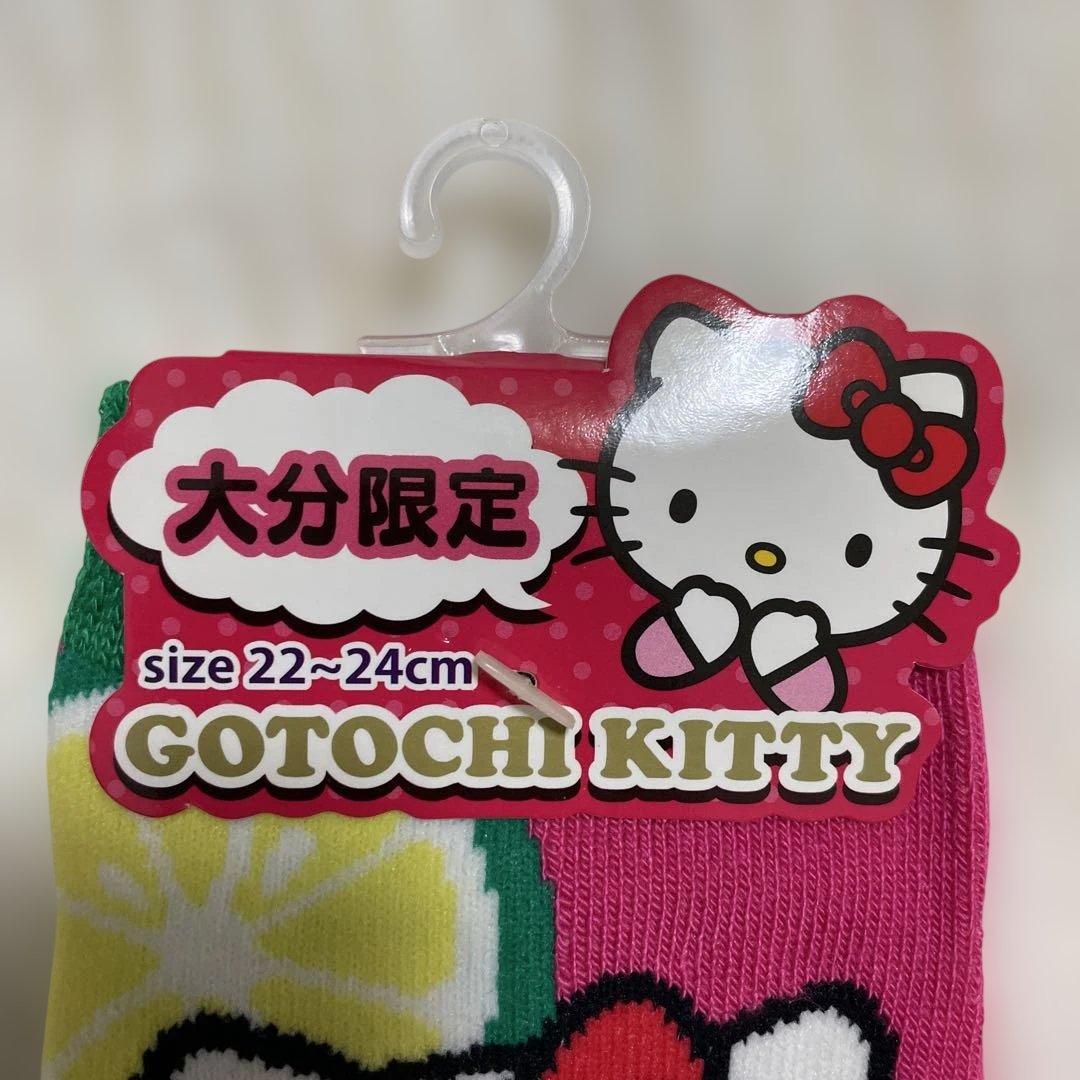 大分限定
size 22~24cm
GOTOCHI KITTY